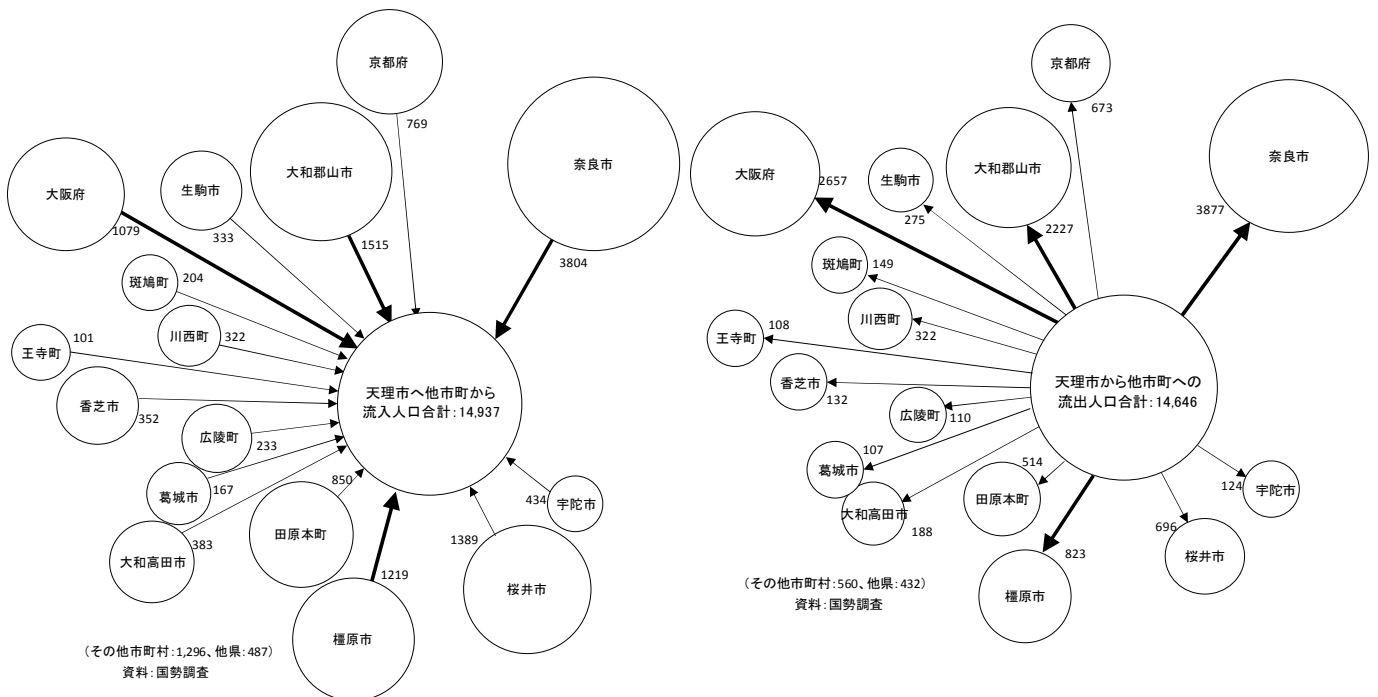 京都府
769
奈良市
3804
大和郡山市
1515
生駒市
333
大阪府
1079
斑鳩町
204
川西町
322
王寺町
101
香芝市
352
広陵町
233
葛城市
167
大和高田市
383
田原本町
850
橿原市
1219
桜井市
1389
宇陀市
434
天理市へ他市町から
流入人口合計:14,937
(その他市町村:1,296、他県:487)
資料:国勢調査
京都府
673
奈良市
3877
大和郡山市
2227
生駒市
275
大阪府
2657
斑鳩町
149
川西町
322
王寺町
108
香芝市
132
広陵町
110
葛城市
107
大和高田市
188
田原本町
514
橿原市
823
桜井市
696
宇陀市
124
天理市から他市町への
流出人口合計:14,646
(その他市町村:560、他県:432)
資料:国勢調査